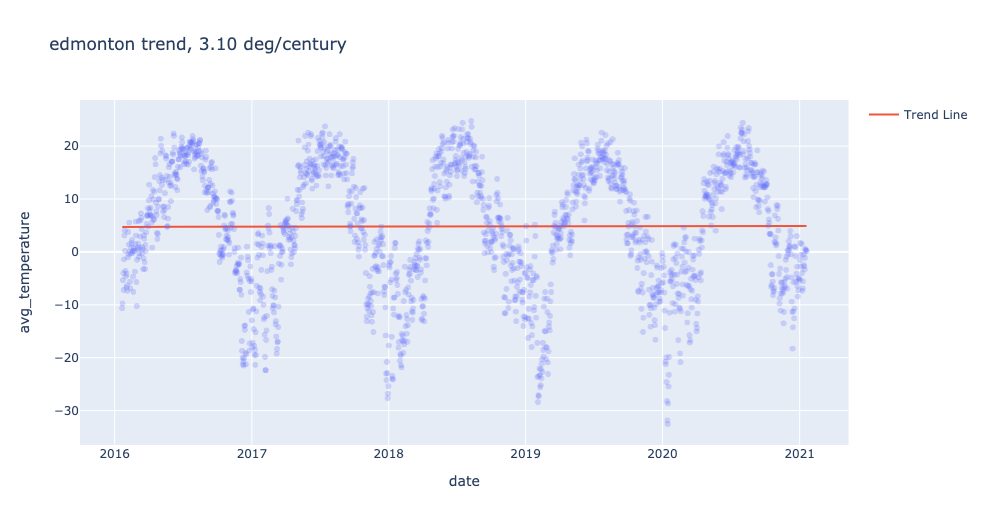 edmonton trend, 3.10 deg/century
Trend Line
avg_temperature
20
10
0
−10
−20
−30
2016 2017 2018 2019 2020 2021
date